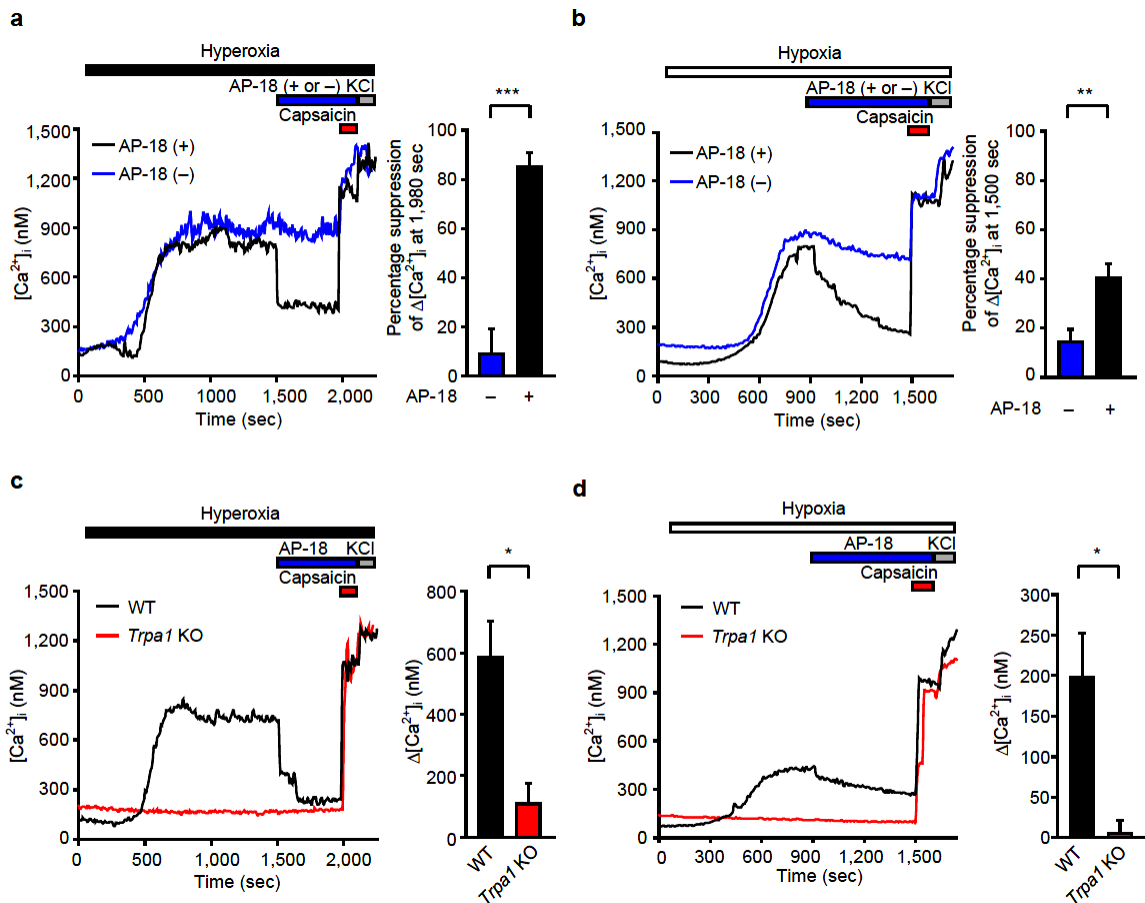 a
Hyperoxia
AP-18 (+ or –) KCl
Capsaicin
1,500
1,200
900
600
300
0
[Ca²⁺]ᵢ (nM)
AP-18 (+)
AP-18 (–)
0 500 1,000 1,500 2,000
Time (sec)
***
Percentage suppression
of Δ[Ca²⁺]ᵢ at 1,980 sec
100
80
60
40
20
0
AP-18 – +
b
Hypoxia
AP-18 (+ or –) KCl
Capsaicin
1,500
1,200
900
600
300
0
[Ca²⁺]ᵢ (nM)
AP-18 (+)
AP-18 (–)
0 300 600 900 1,200 1,500
Time (sec)
**
Percentage suppression
of Δ[Ca²⁺]ᵢ at 1,500 sec
100
80
60
40
20
0
AP-18 – +
c
Hyperoxia
AP-18 KCl
Capsaicin
1,500
1,200
900
600
300
0
[Ca²⁺]ᵢ (nM)
WT
Trpa1 KO
0 500 1,000 1,500 2,000
Time (sec)
*
Δ[Ca²⁺]ᵢ (nM)
800
600
400
200
0
WT
Trpa1 KO
d
Hypoxia
AP-18 KCl
Capsaicin
1,500
1,200
900
600
300
0
[Ca²⁺]ᵢ (nM)
WT
Trpa1 KO
0 300 600 900 1,200 1,500
Time (sec)
*
Δ[Ca²⁺]ᵢ (nM)
300
250
200
150
100
50
0
WT
Trpa1 KO